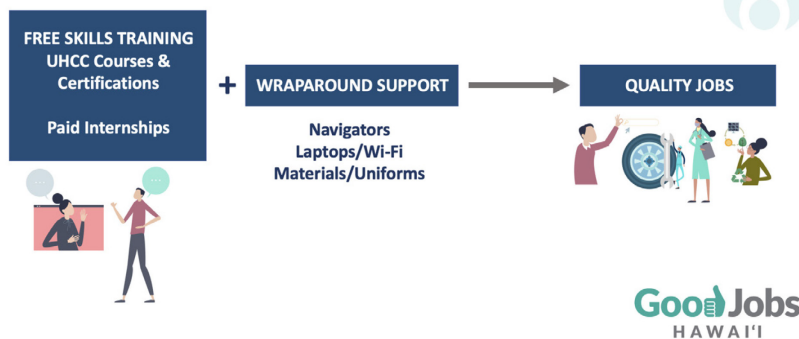 FREE SKILLS TRAINING
UHCC Courses &
Certifications
Paid Internships
+
WRAPAROUND SUPPORT
Navigators
Laptops/Wi-Fi
Materials/Uniforms
QUALITY JOBS
Good Jobs
HAWAIʻI